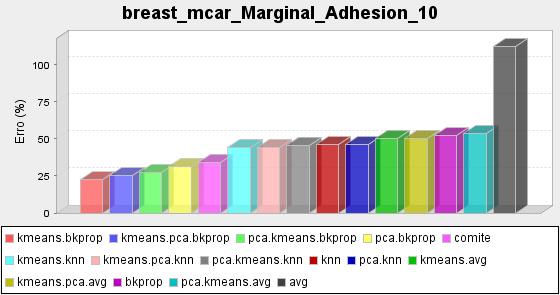 breast_mcar_Marginal_Adhesion_10
Erro (%)
100
75
50
25
0
kmeans.bkprop kmeans.pca.bkprop pca.kmeans.bkprop pca.bkprop comite
kmeans.knn kmeans.pca.knn pca.kmeans.knn knn pca.knn kmeans.avg
kmeans.pca.avg bkprop pca.kmeans.avg avg